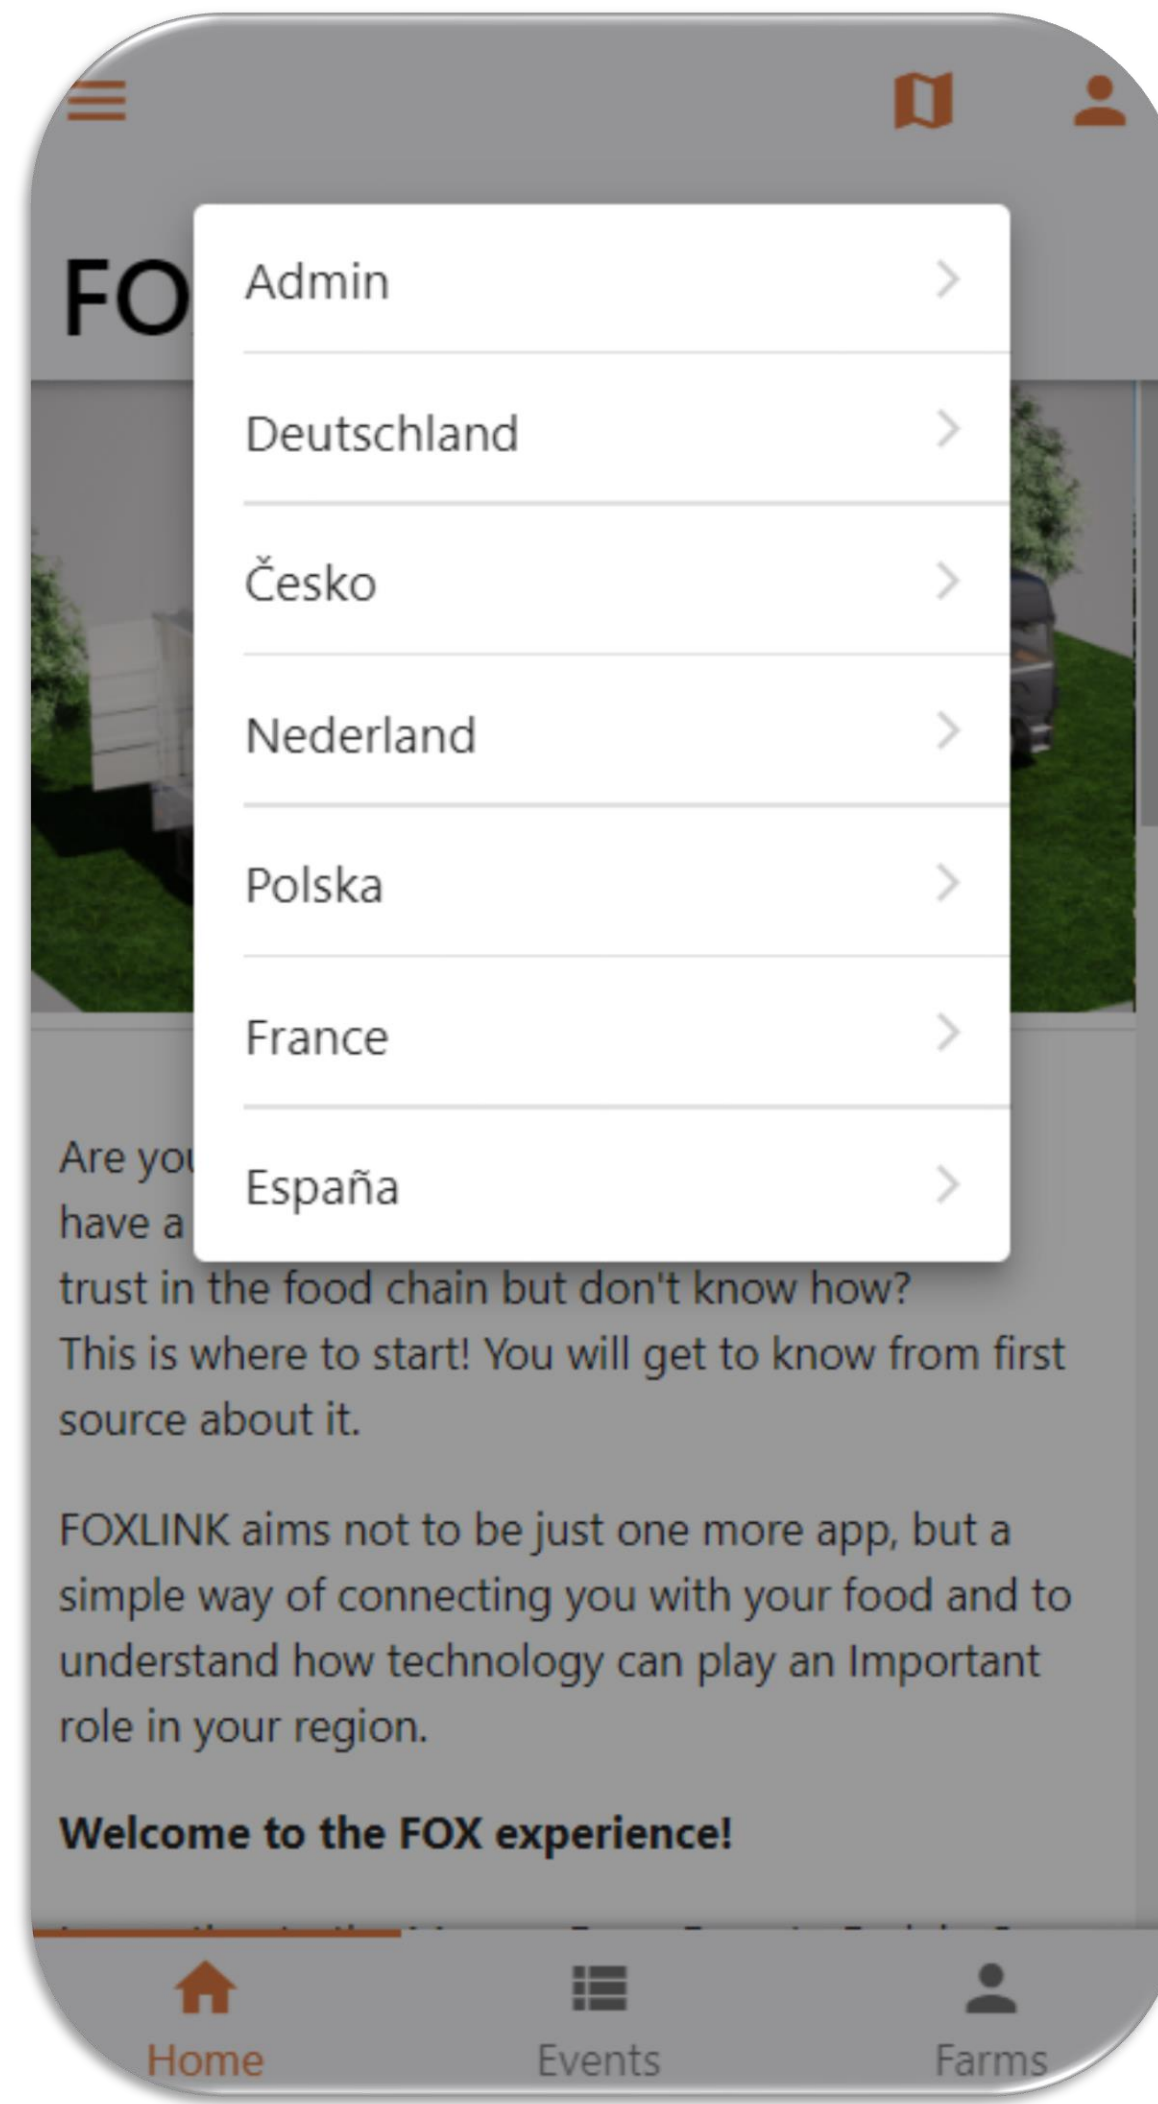 FO
Admin
Deutschland
Česko
Nederland
Polska
France
España
Are you
have a
trust in the food chain but don't know how?
This is where to start! You will get to know from first
source about it.
FOXLINK aims not to be just one more app, but a
simple way of connecting you with your food and to
understand how technology can play an Important
role in your region.
Welcome to the FOX experience!
Home
Events
Farms